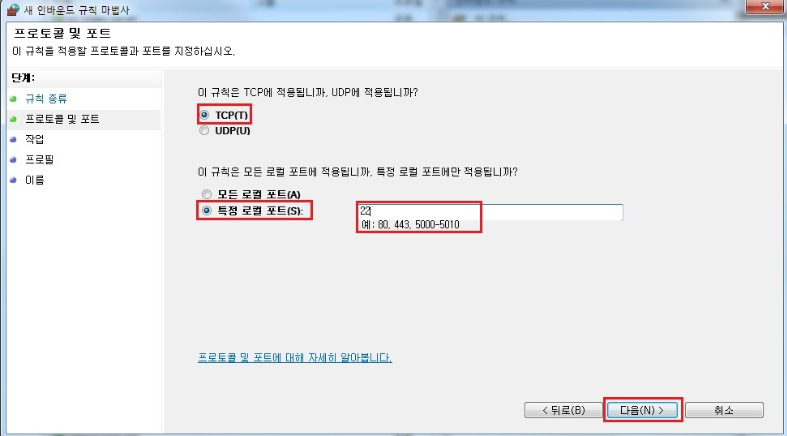 새 인바운드 규칙 마법사
프로토콜 및 포트
이 규칙을 적용할 프로토콜과 포트를 지정하십시오.
단계:
규칙 종류
프로토콜 및 포트
작업
프로필
이름
이 규칙은 TCP에 적용됩니까, UDP에 적용됩니까?
TCP(T)
UDP(U)
이 규칙은 모든 로컬 포트에 적용됩니까, 특정 로컬 포트에만 적용됩니까?
모든 로컬 포트(A)
특정 로컬 포트(S):
22
예: 80, 443, 5000-5010
프로토콜 및 포트에 대해 자세히 알아봅니다.
< 뒤로(B)
다음(N) >
취소